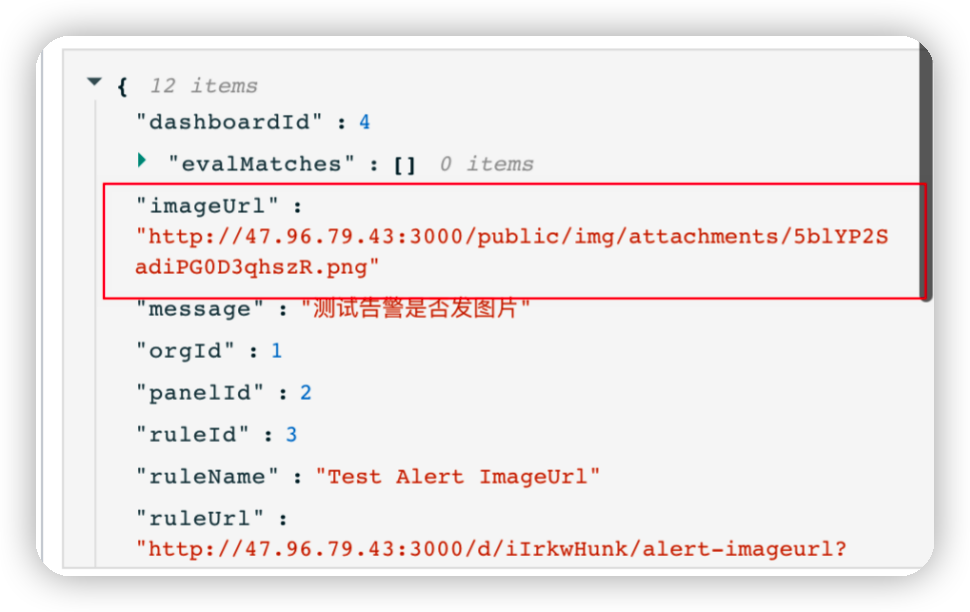 { 12 items
"dashboardId" : 4
"evalMatches" : [] 0 items
"imageUrl" :
"http://47.96.79.43:3000/public/img/attachments/5blYP2S
adiPG0D3qhszR.png"
"message" : "测试告警是否发图片"
"orgId" : 1
"panelId" : 2
"ruleId" : 3
"ruleName" : "Test Alert ImageUrl"
"ruleUrl" :
"http://47.96.79.43:3000/d/iIrkwHunk/alert-imageurl?